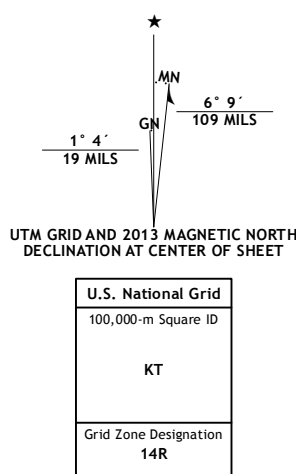 ★
MN
GN
6° 9´
109 MILS
1° 4´
19 MILS
UTM GRID AND 2013 MAGNETIC NORTH
DECLINATION AT CENTER OF SHEET
U.S. National Grid
100,000-m Square ID
KT
Grid Zone Designation
14R